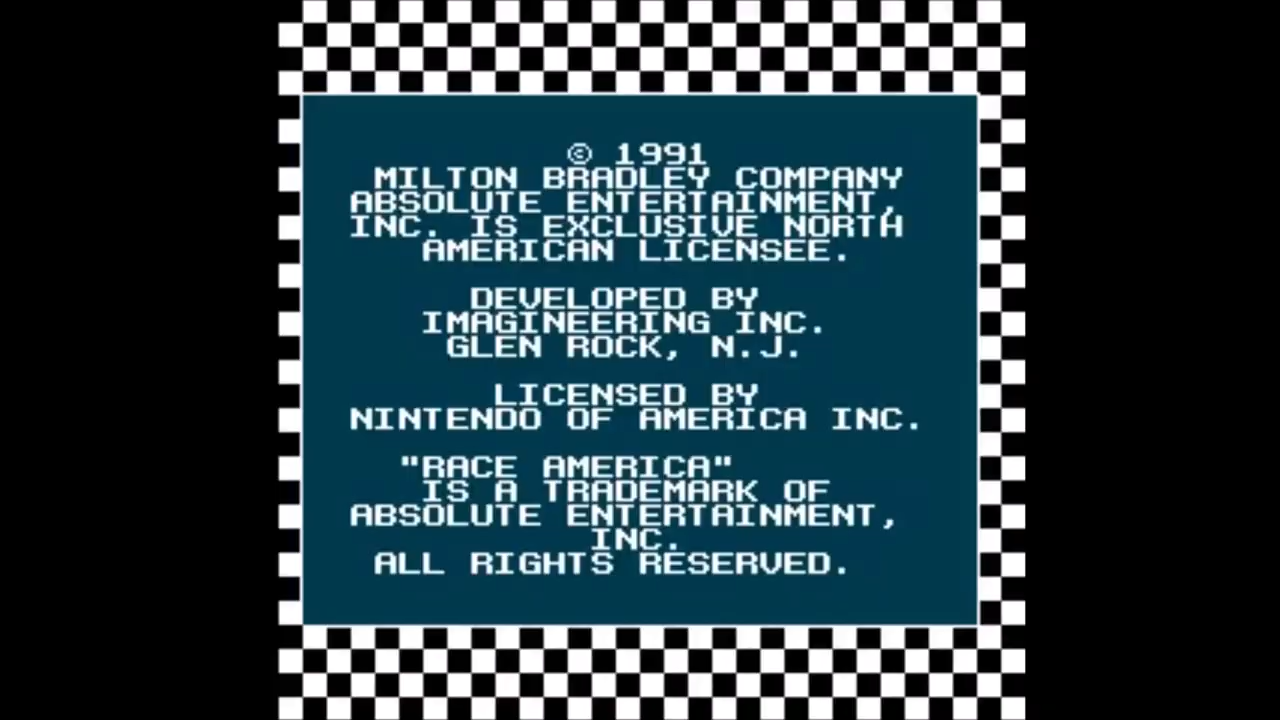 © 1991
MILTON BRADLEY COMPANY
ABSOLUTE ENTERTAINMENT,
INC. IS EXCLUSIVE NORTH
AMERICAN LICENSEE.
DEVELOPED BY
IMAGINEERING INC.
GLEN ROCK, N.J.
LICENSED BY
NINTENDO OF AMERICA INC.
"RACE AMERICA"
IS A TRADEMARK OF
ABSOLUTE ENTERTAINMENT,
INC.
ALL RIGHTS RESERVED.